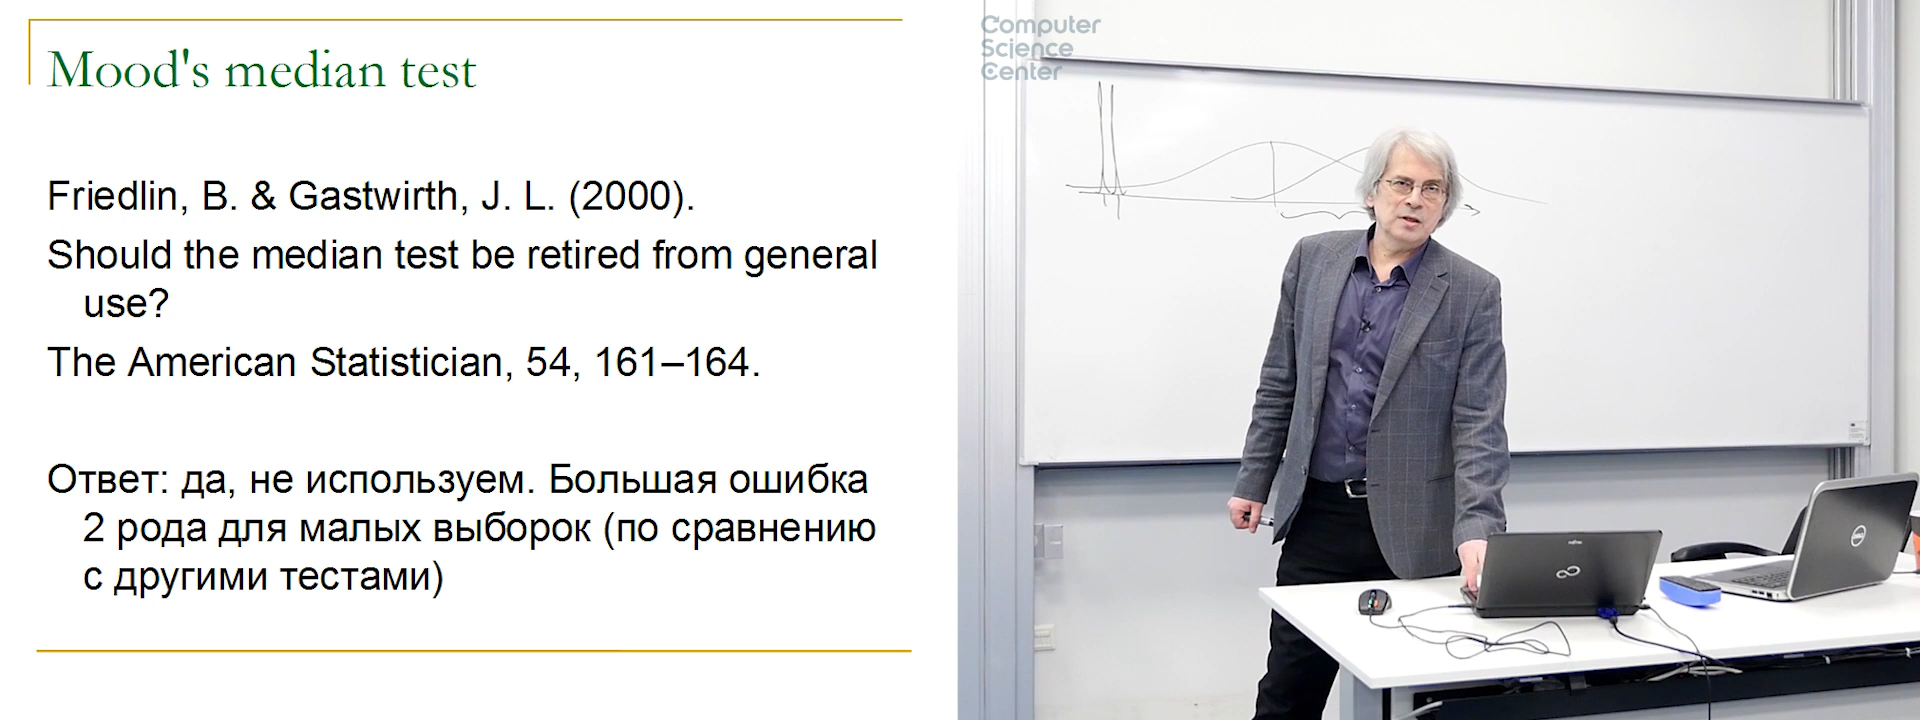 Mood's median test
Friedlin, B. & Gastwirth, J. L. (2000).
Should the median test be retired from general
use?
The American Statistician, 54, 161–164.
Ответ: да, не используем. Большая ошибка
2 рода для малых выборок (по сравнению
с другими тестами)
Computer
Science
Center
DELL